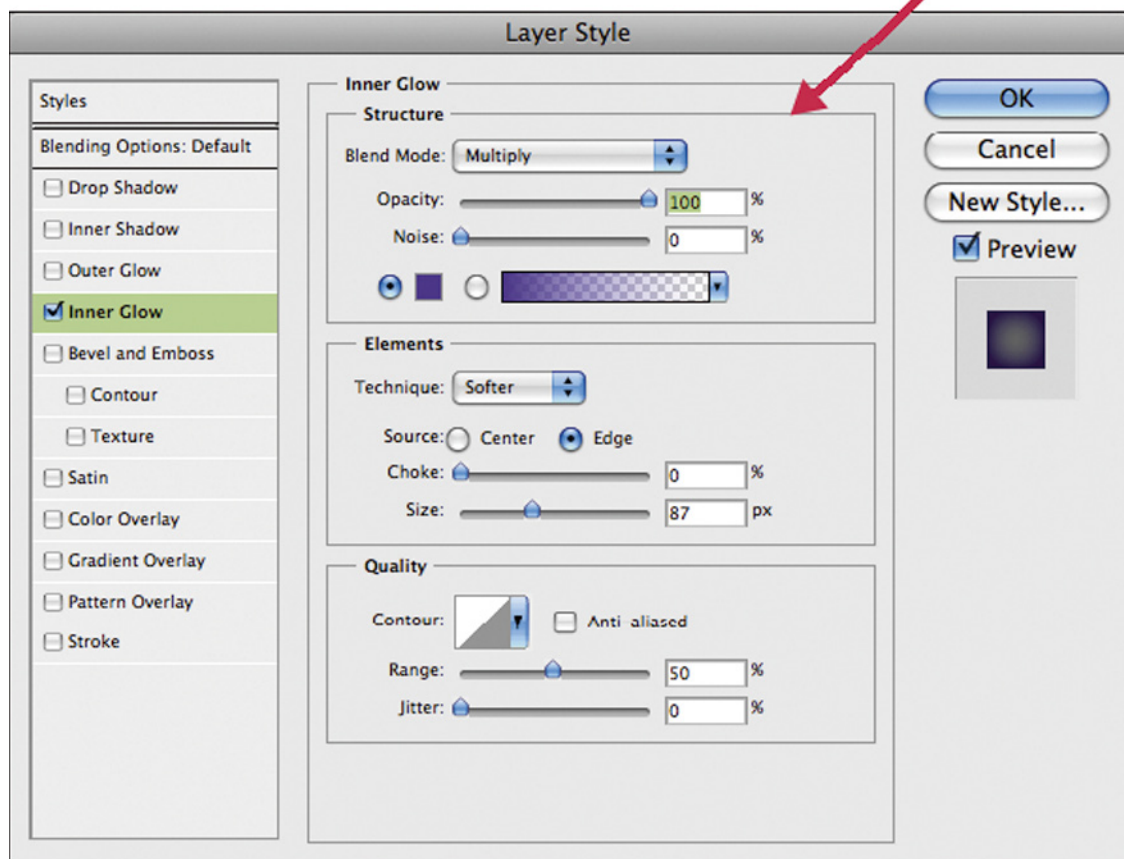 Layer Style
Styles
Blending Options: Default
Drop Shadow
Inner Shadow
Outer Glow
Inner Glow
Bevel and Emboss
Contour
Texture
Satin
Color Overlay
Gradient Overlay
Pattern Overlay
Stroke
Inner Glow
Structure
Blend Mode: Multiply
Opacity: 100 %
Noise: 0 %
Elements
Technique: Softer
Source: Center Edge
Choke: 0 %
Size: 87 px
Quality
Contour: Anti-aliased
Range: 50 %
Jitter: 0 %
OK
Cancel
New Style...
Preview